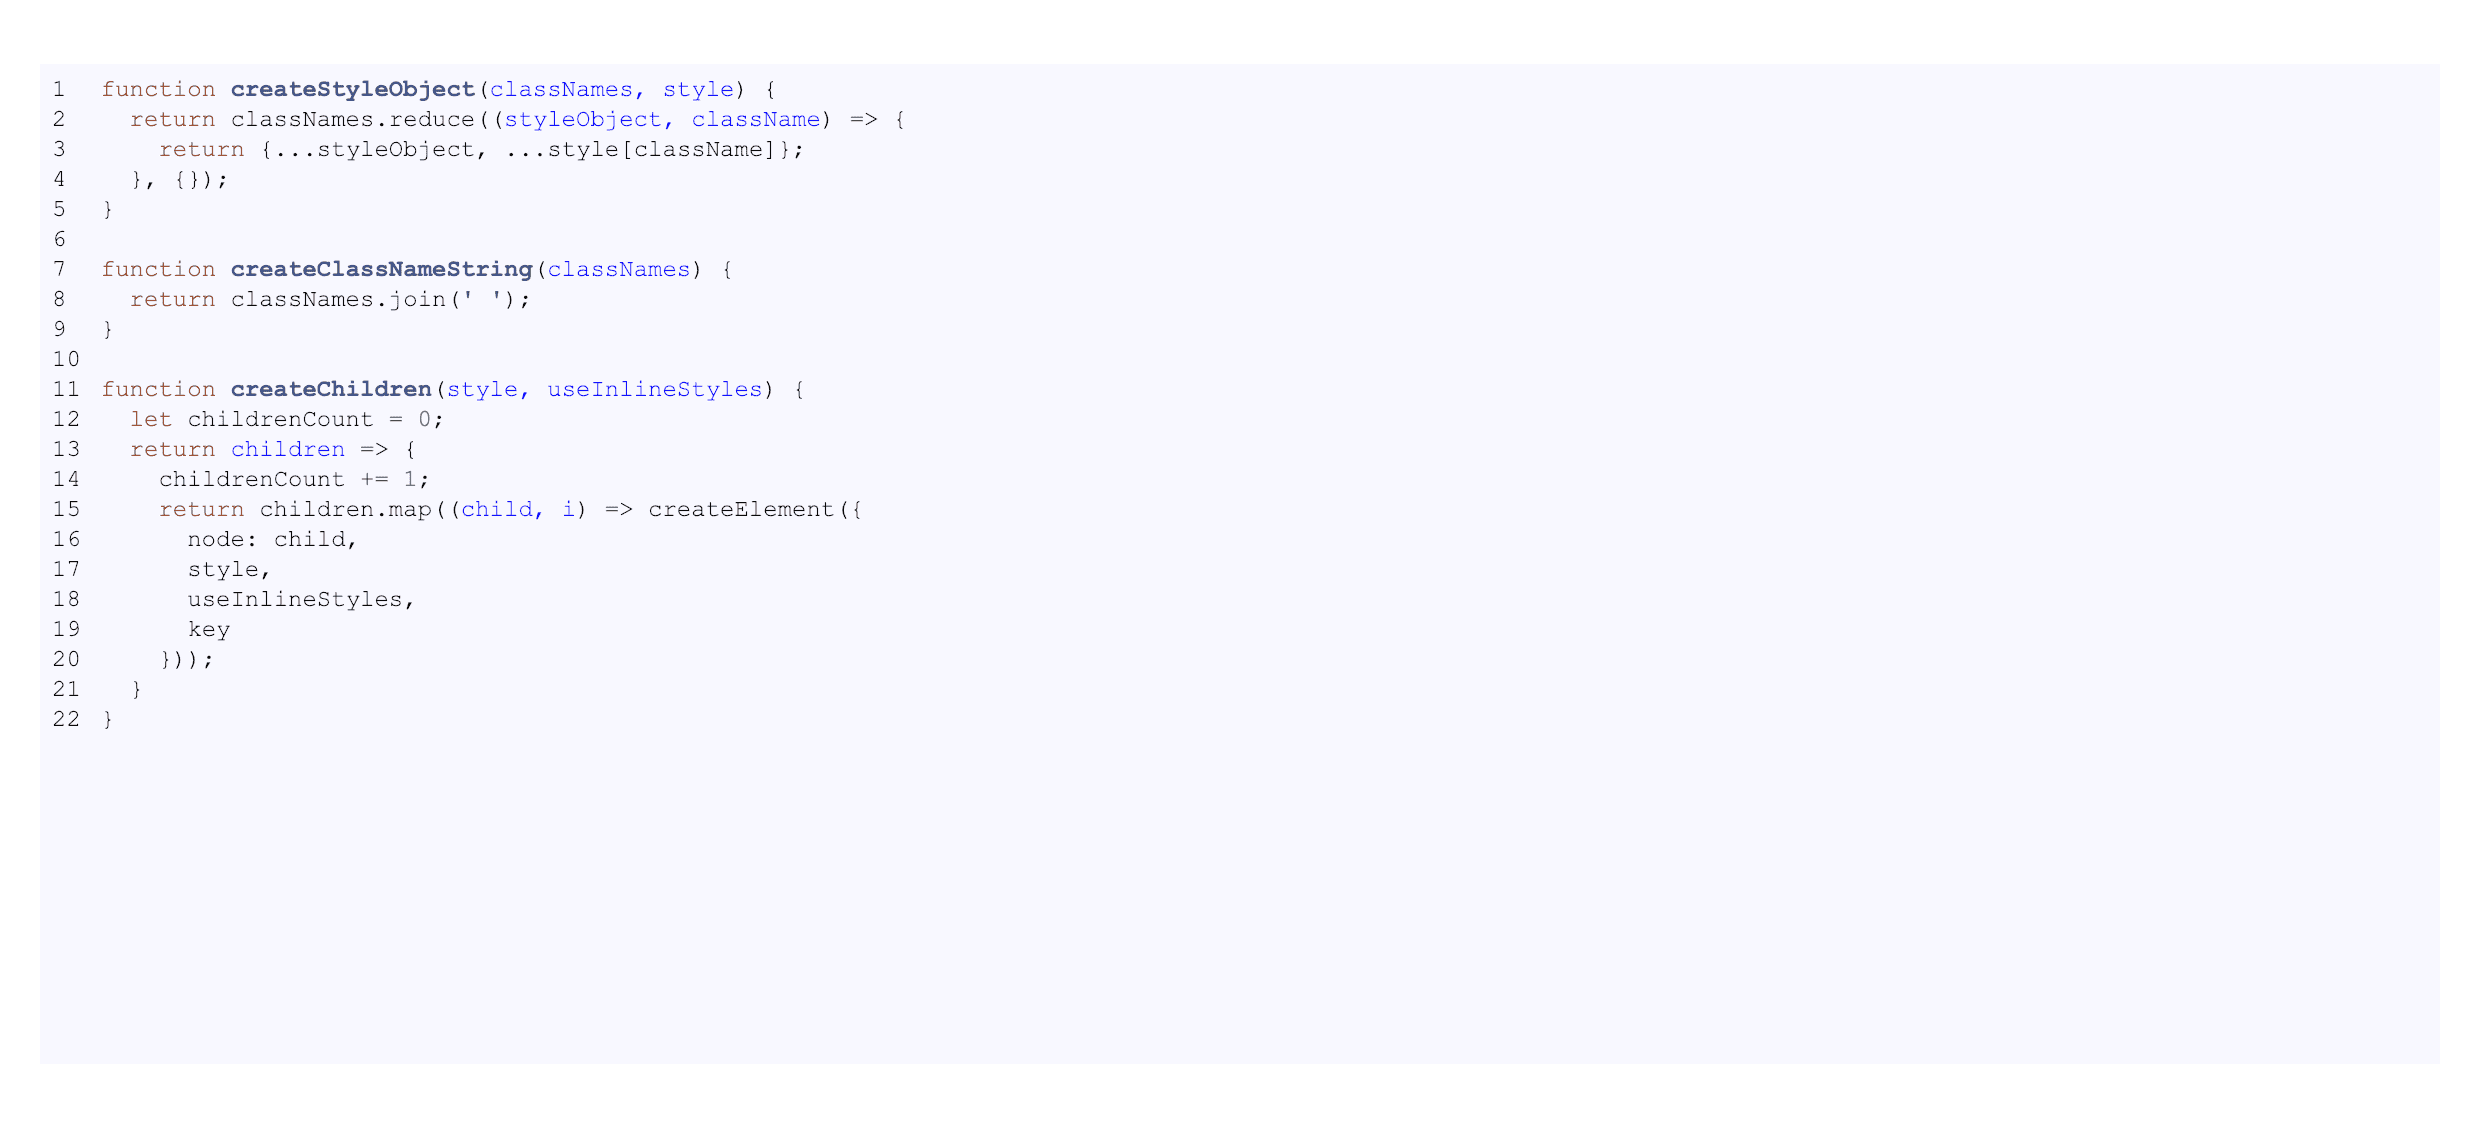 1 function createStyleObject(classNames, style) {
2   return classNames.reduce((styleObject, className) => {
3     return {...styleObject, ...style[className]};
4   }, {});
5 }
6
7 function createClassNameString(classNames) {
8   return classNames.join(' ');
9 }
10
11 function createChildren(style, useInlineStyles) {
12   let childrenCount = 0;
13   return children => {
14     childrenCount += 1;
15     return children.map((child, i) => createElement({
16       node: child,
17       style,
18       useInlineStyles,
19       key
20     }));
21   }
22 }